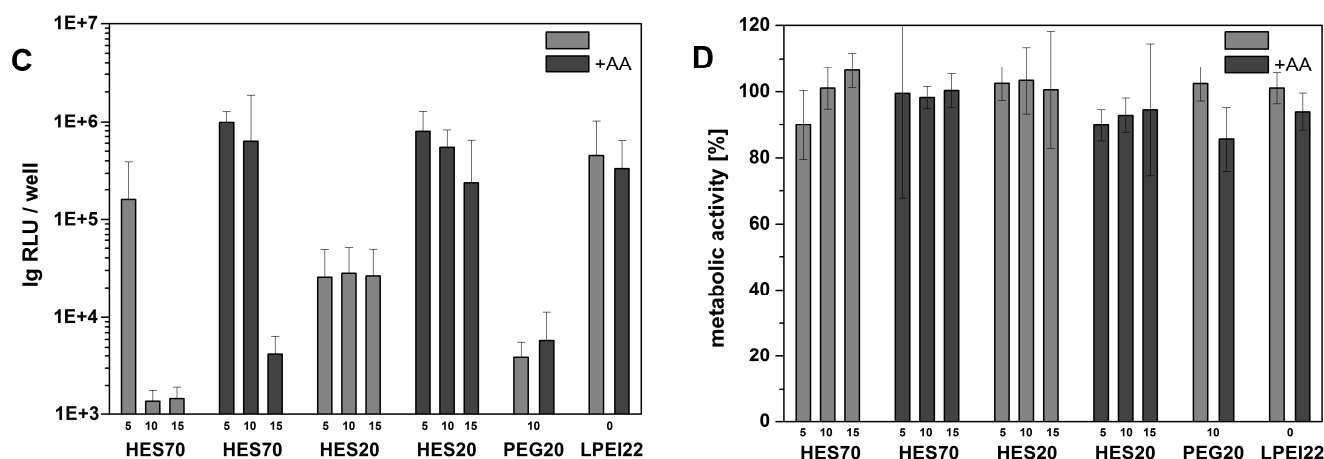 C
1E+7
1E+6
1E+5
1E+4
1E+3
lg RLU / well
+AA
5 10 15 5 10 15 5 10 15 5 10 15 10 0
HES70 HES70 HES20 HES20 PEG20 LPEI22
D
120
100
80
60
40
20
0
metabolic activity [%]
+AA
5 10 15 5 10 15 5 10 15 5 10 15 10 0
HES70 HES70 HES20 HES20 PEG20 LPEI22